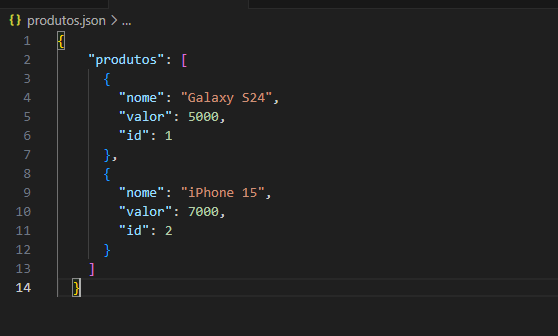 {} produtos.json > ...
1 {
2 "produtos": [
3 {
4 "nome": "Galaxy S24",
5 "valor": 5000,
6 "id": 1
7 },
8 {
9 "nome": "iPhone 15",
10 "valor": 7000,
11 "id": 2
12 }
13 ]
14 }